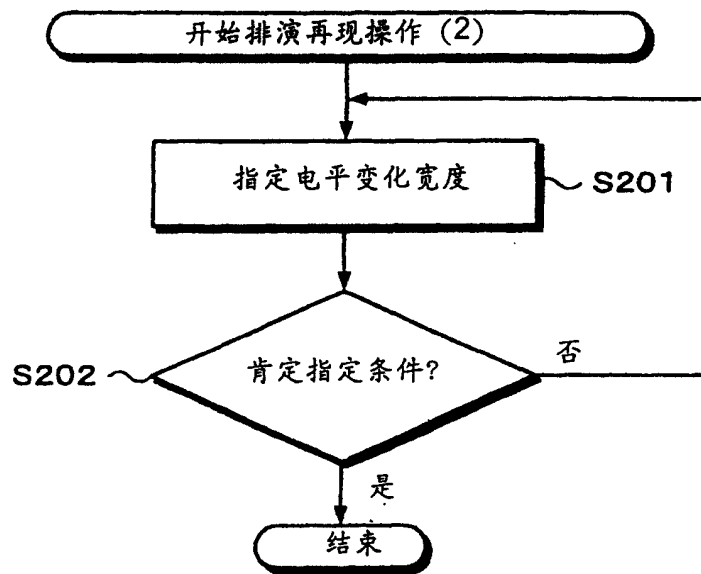 开始排演再现操作 (2)
指定电平变化宽度
S201
肯定指定条件?
否
S202
是
结束